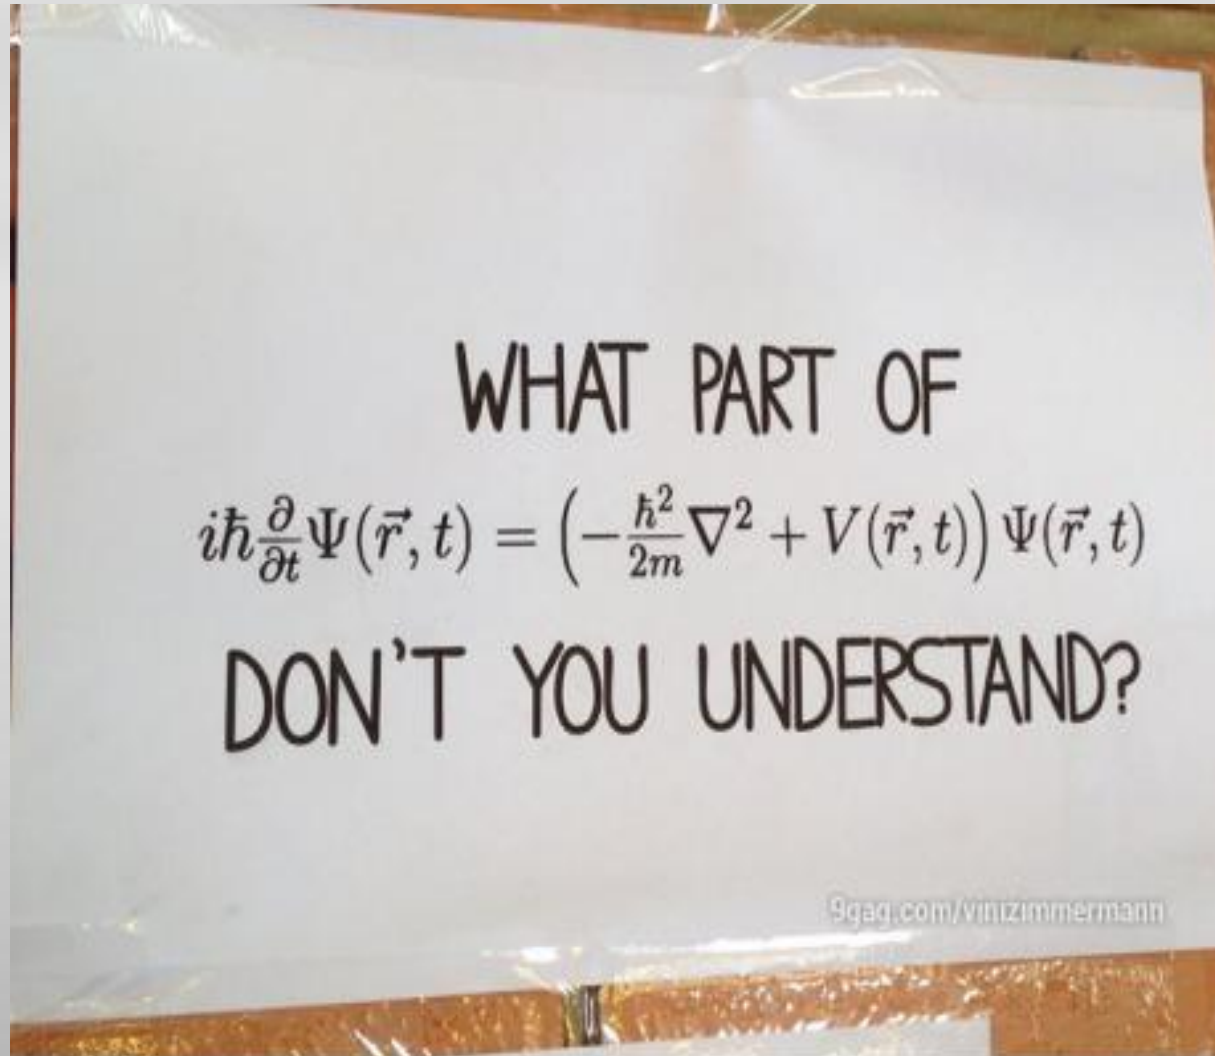 WHAT PART OF
iħ ∂/∂t Ψ(r⃗, t) = (−ħ²/2m ∇² + V(r⃗, t)) Ψ(r⃗, t)
DON'T YOU UNDERSTAND?
9gag.com/vinizimmermann